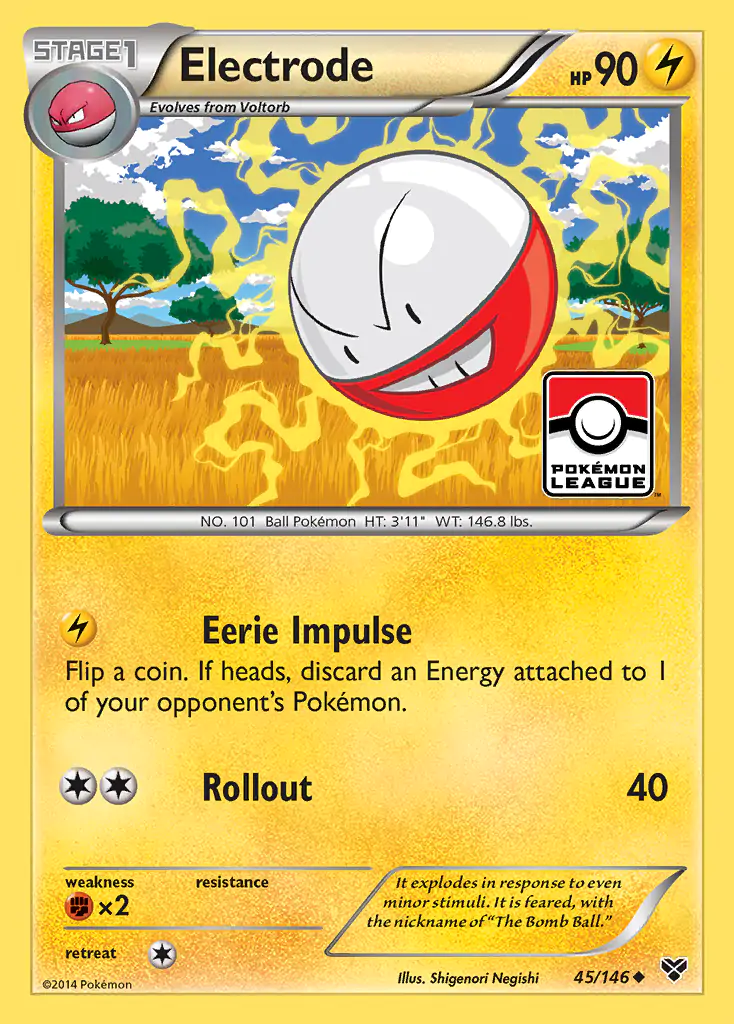 STAGE1
Electrode
HP90
Evolves from Voltorb
POKÉMON
LEAGUE
™
NO. 101 Ball Pokémon HT: 3'11" WT: 146.8 lbs.
Eerie Impulse
Flip a coin. If heads, discard an Energy attached to 1
of your opponent's Pokémon.
Rollout 40
weakness resistance
×2
It explodes in response to even
minor stimuli. It is feared, with
the nickname of "The Bomb Ball."
retreat
©2014 Pokémon
Illus. Shigenori Negishi
45/146